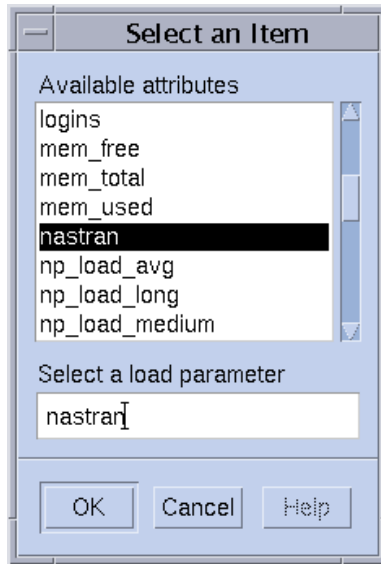 Select an Item
Available attributes
logins
mem_free
mem_total
mem_used
nastran
np_load_avg
np_load_long
np_load_medium
Select a load parameter
nastran
OK Cancel Help